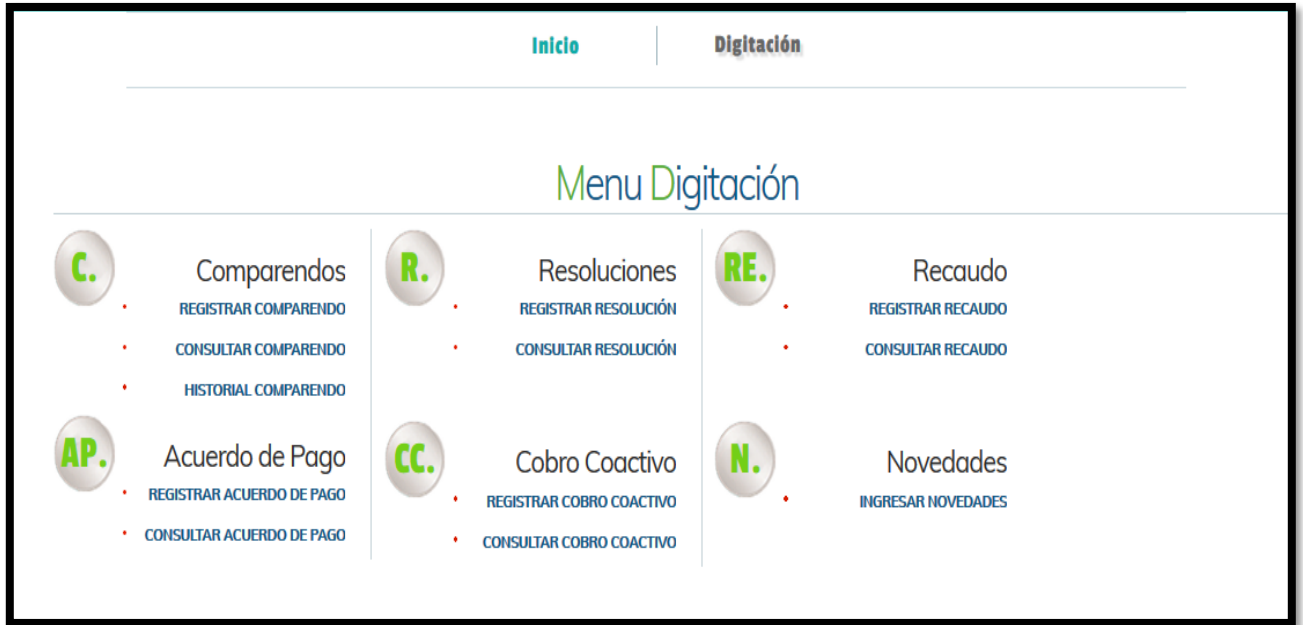 Inicio
Digitación
Menu Digitación
C.
Comparendos
REGISTRAR COMPARENDO
CONSULTAR COMPARENDO
HISTORIAL COMPARENDO
R.
Resoluciones
REGISTRAR RESOLUCIÓN
CONSULTAR RESOLUCIÓN
RE.
Recaudo
REGISTRAR RECAUDO
CONSULTAR RECAUDO
AP.
Acuerdo de Pago
REGISTRAR ACUERDO DE PAGO
CONSULTAR ACUERDO DE PAGO
CC.
Cobro Coactivo
REGISTRAR COBRO COACTIVO
CONSULTAR COBRO COACTIVO
N.
Novedades
INGRESAR NOVEDADES